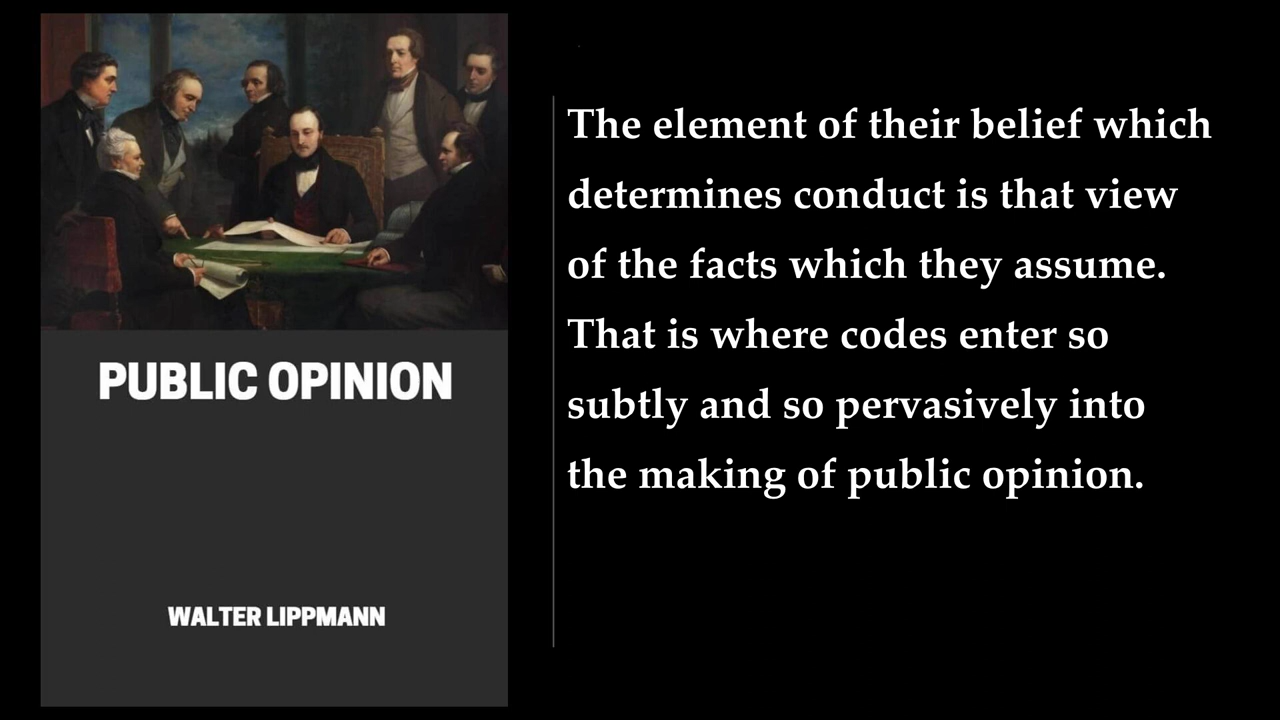 PUBLIC OPINION
WALTER LIPPMANN
The element of their belief which
determines conduct is that view
of the facts which they assume.
That is where codes enter so
subtly and so pervasively into
the making of public opinion.